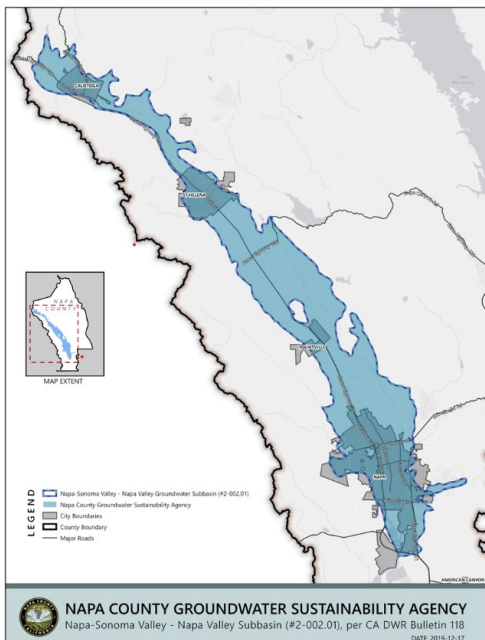 CALISTOGA
ST HELENA
YOUNTVILLE
NAPA
AMERICAN CANYON
NAPA
COUNTY
MAP EXTENT
LEGEND
Napa-Sonoma Valley - Napa Valley Groundwater Subbasin (#2-002.01)
Napa County Groundwater Sustainability Agency
City Boundaries
County Boundary
Major Roads
NAPA COUNTY GROUNDWATER SUSTAINABILITY AGENCY
Napa-Sonoma Valley - Napa Valley Subbasin (#2-002.01), per CA DWR Bulletin 118
DATE: 2019-12-17